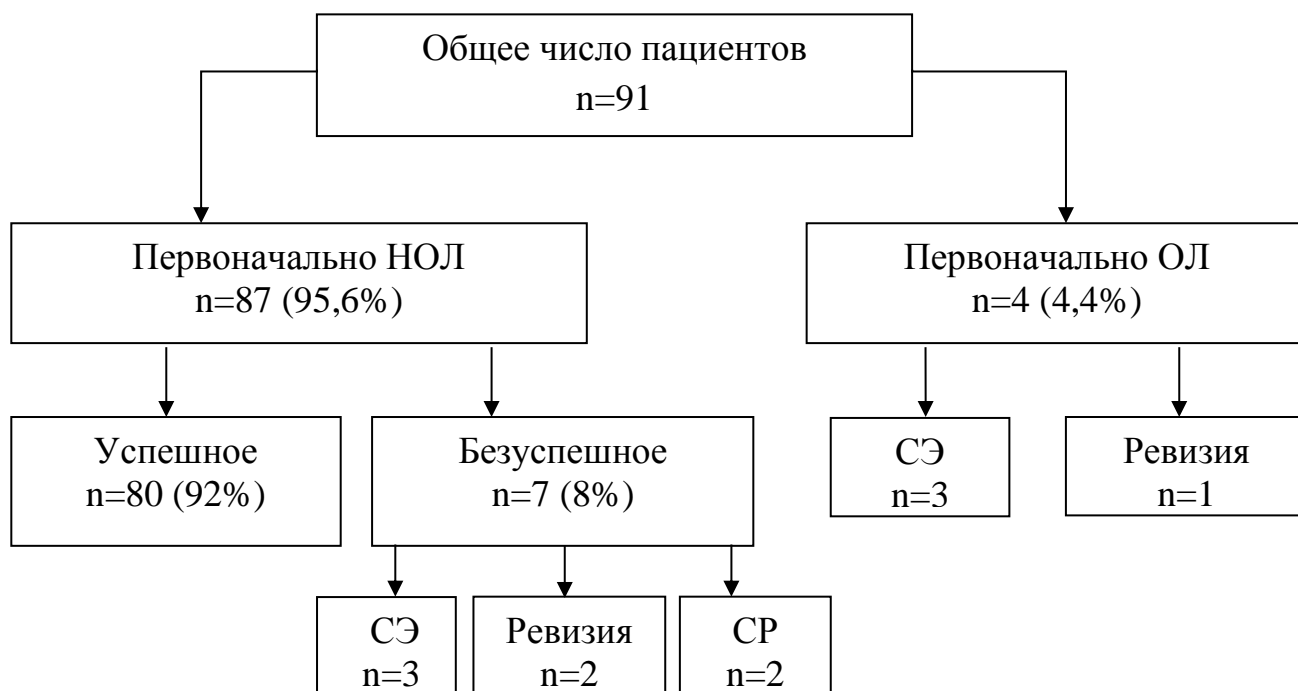 Общее число пациентов
n=91
Первоначально НОЛ
n=87 (95,6%)
Первоначально ОЛ
n=4 (4,4%)
Успешное
n=80 (92%)
Безуспешное
n=7 (8%)
СЭ
n=3
Ревизия
n=1
СЭ
n=3
Ревизия
n=2
СР
n=2